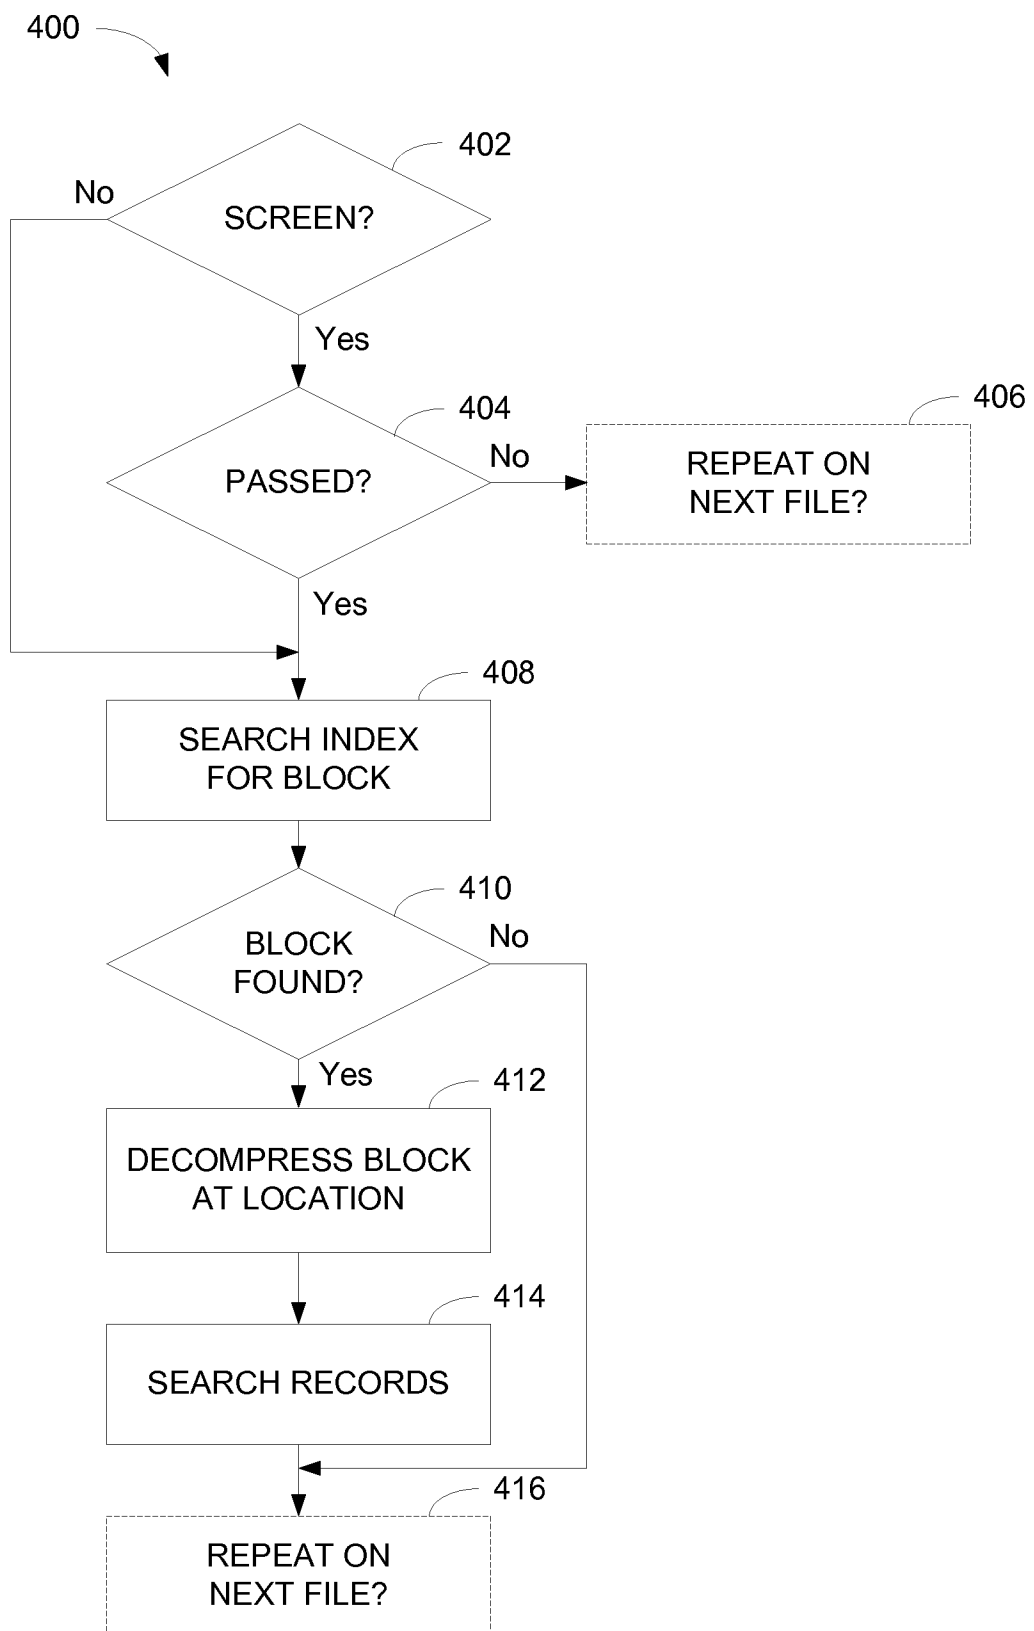 400
402
No
SCREEN?
Yes
404
406
No
REPEAT ON
NEXT FILE?
PASSED?
Yes
408
SEARCH INDEX
FOR BLOCK
410
No
BLOCK
FOUND?
Yes
412
DECOMPRESS BLOCK
AT LOCATION
414
SEARCH RECORDS
416
REPEAT ON
NEXT FILE?